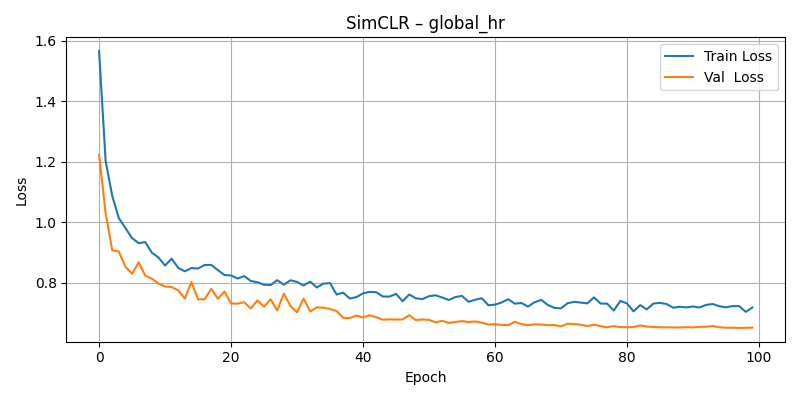 SimCLR – global_hr
Train Loss
Val  Loss
Loss
1.6
1.4
1.2
1.0
0.8
0 20 40 60 80 100
Epoch